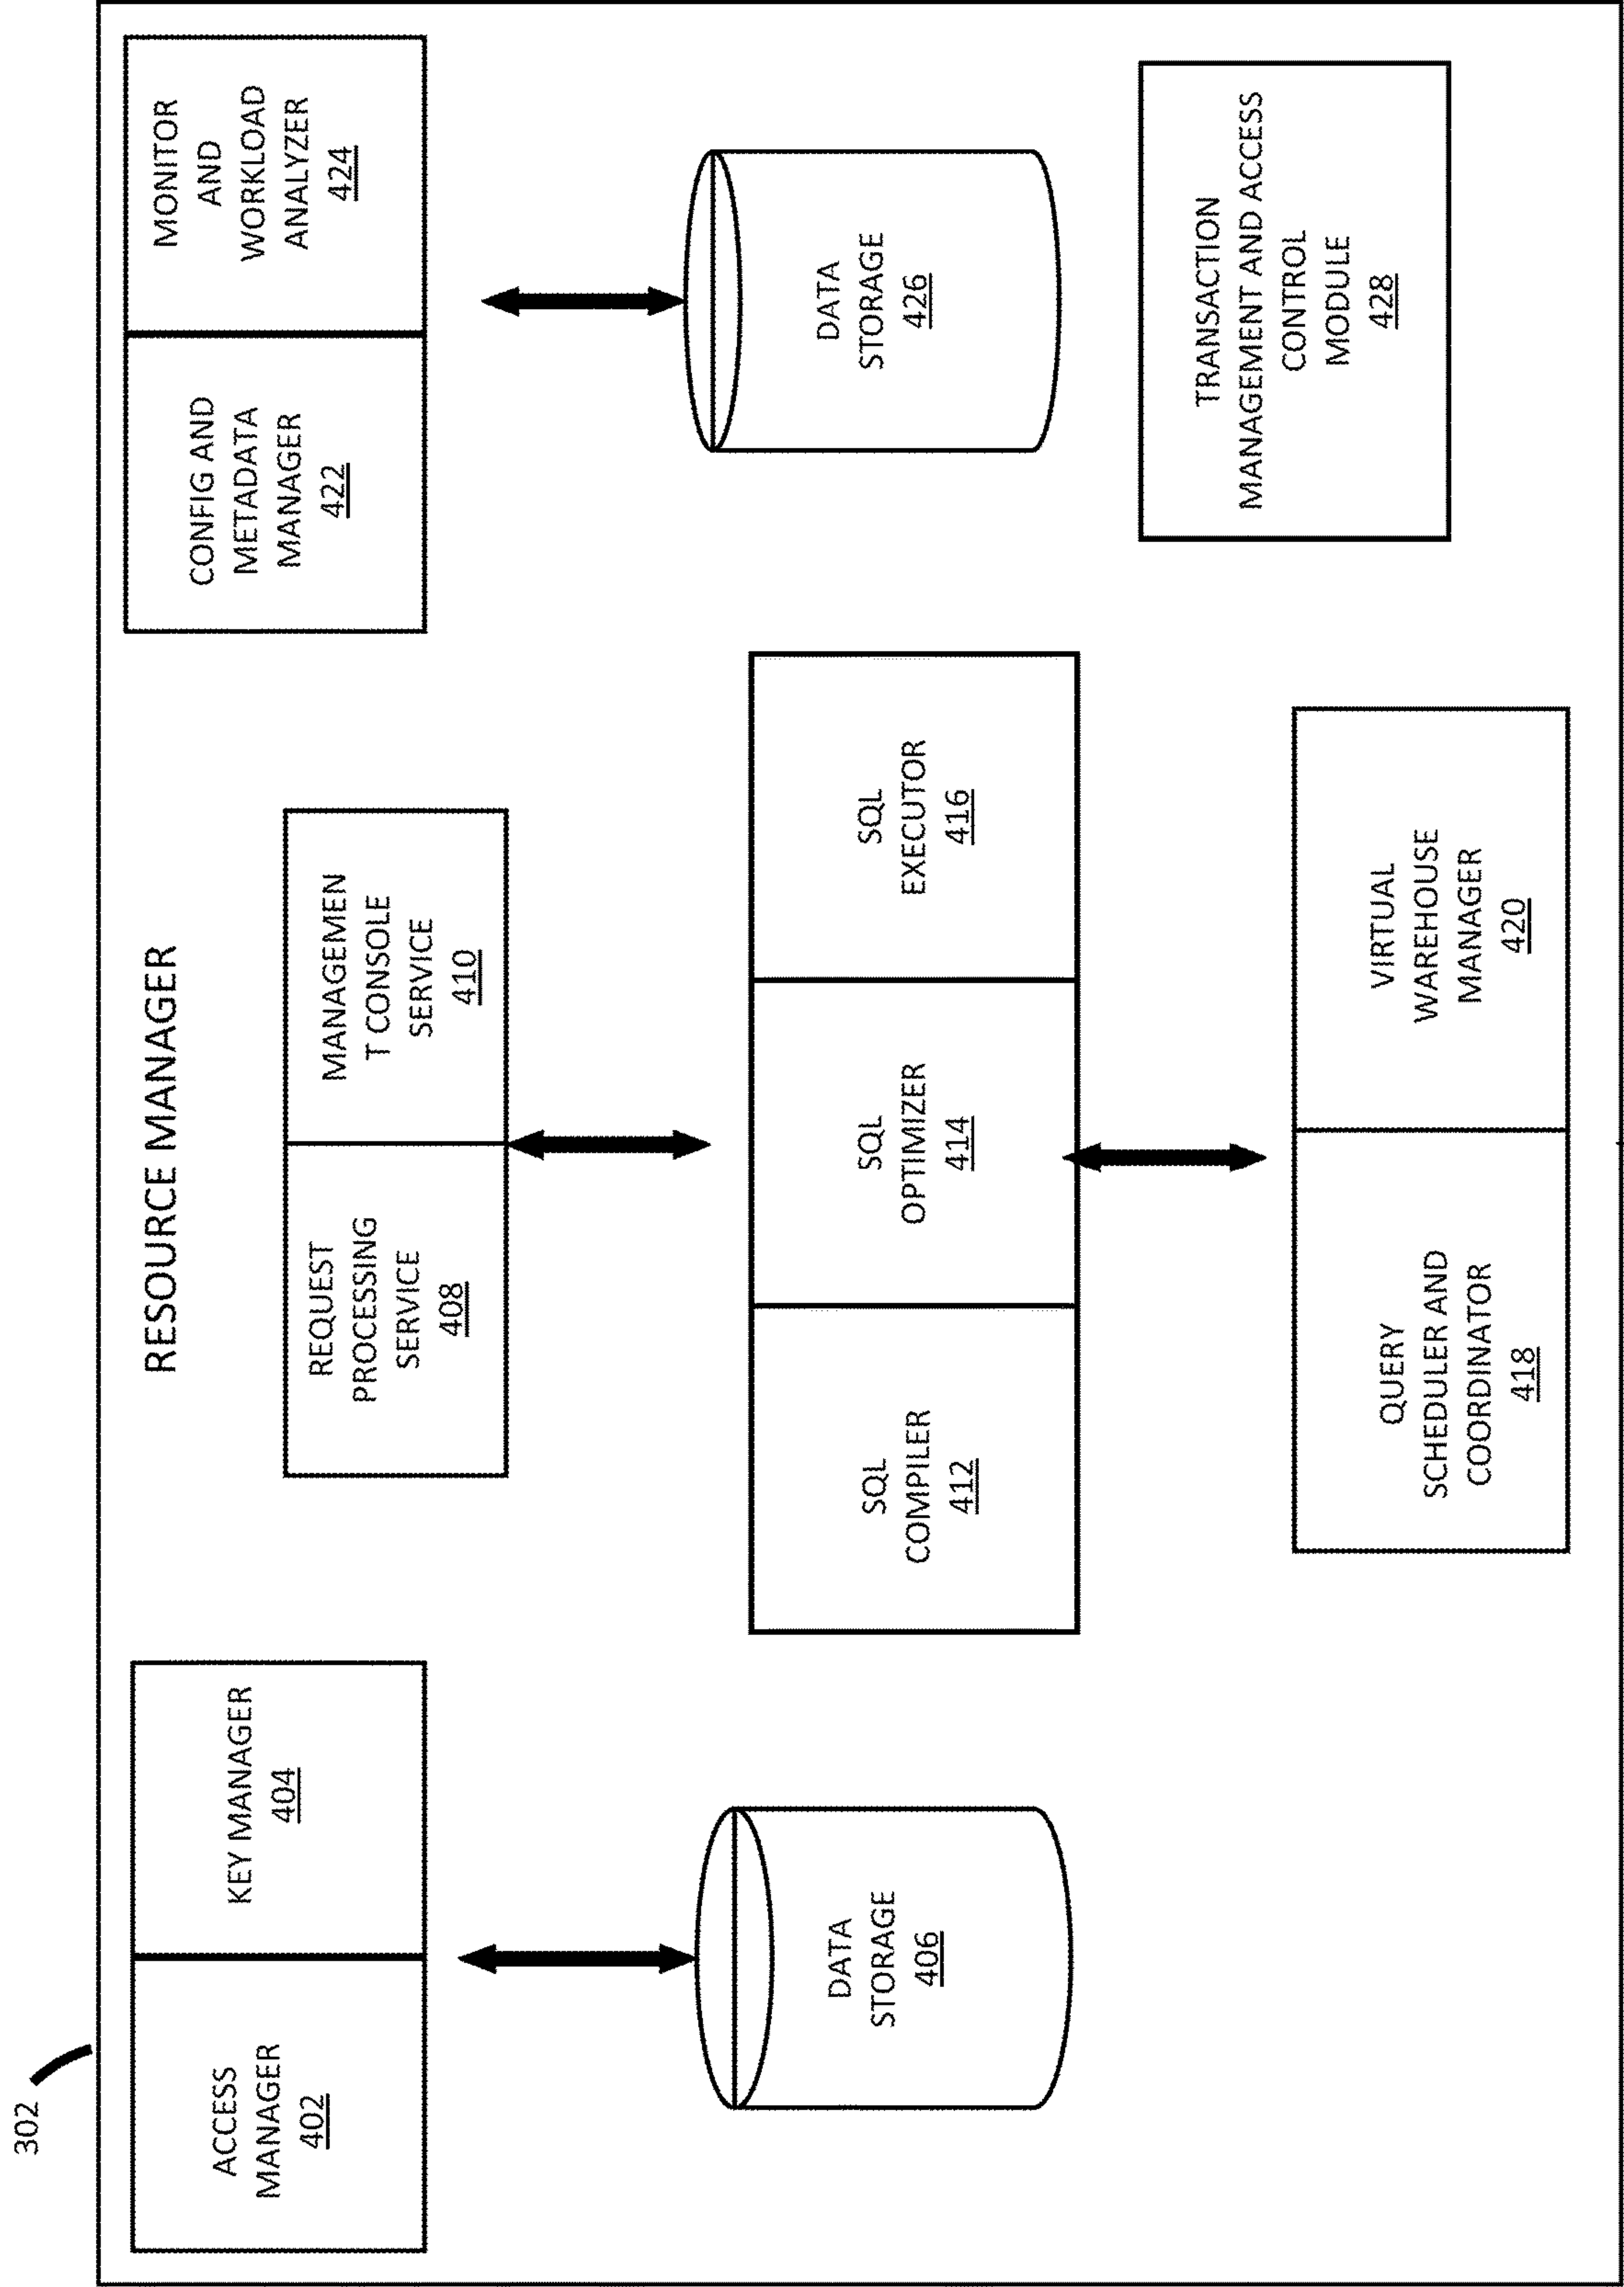 302
RESOURCE MANAGER
ACCESS
MANAGER
402
KEY MANAGER
404
DATA
STORAGE
406
REQUEST
PROCESSING
SERVICE
408
MANAGEMEN
T CONSOLE
SERVICE
410
SQL
COMPILER
412
SQL
OPTIMIZER
414
SQL
EXECUTOR
416
QUERY
SCHEDULER AND
COORDINATOR
418
VIRTUAL
WAREHOUSE
MANAGER
420
CONFIG AND
METADATA
MANAGER
422
MONITOR
AND
WORKLOAD
ANALYZER
424
DATA
STORAGE
426
TRANSACTION
MANAGEMENT AND ACCESS
CONTROL
MODULE
428